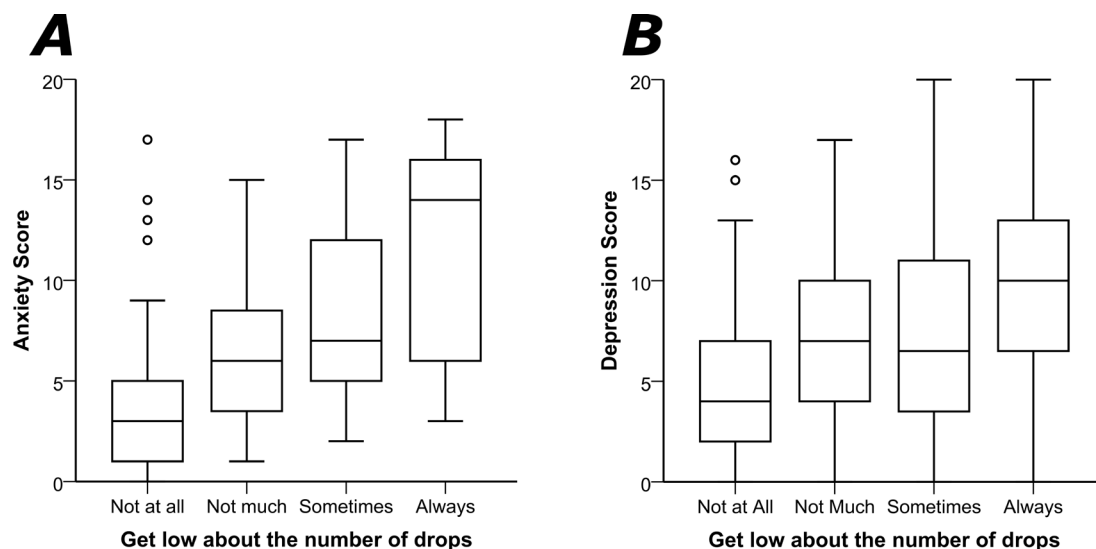 A
20
15
10
5
0
Anxiety Score
Not at all Not much Sometimes Always
Get low about the number of drops
B
20
15
10
5
0
Depression Score
Not at All Not Much Sometimes Always
Get low about the number of drops